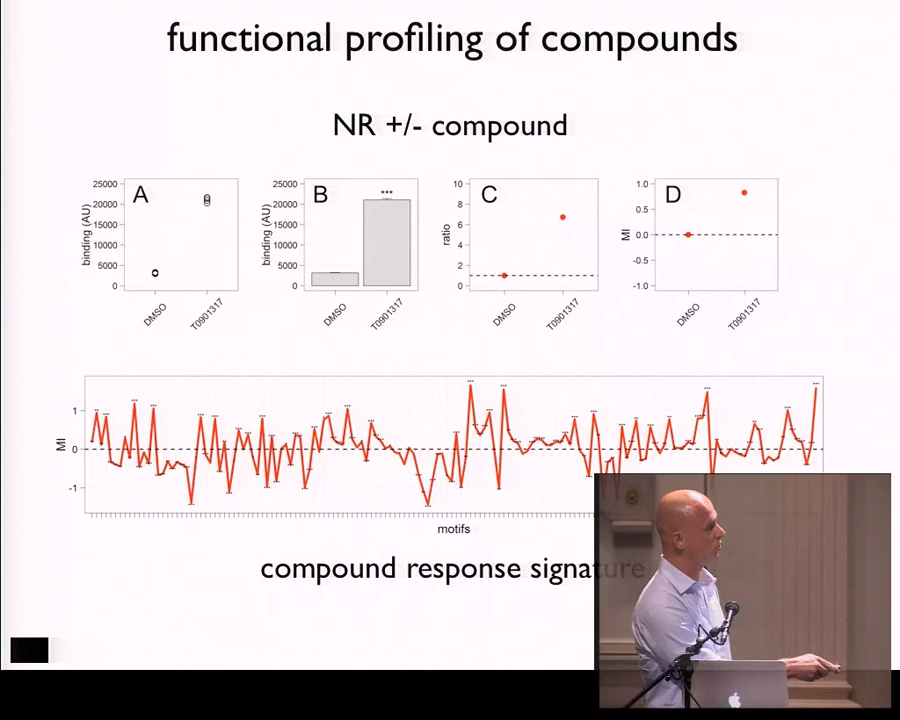 functional profiling of compounds
NR +/- compound
A
binding (AU)
25000
20000
15000
10000
5000
0
DMSO
T0901317
B
binding (AU)
25000
20000
15000
10000
5000
0
***
DMSO
T0901317
C
ratio
10
8
6
4
2
0
DMSO
T0901317
D
MI
1.0
0.5
0.0
-0.5
-1.0
DMSO
T0901317
MI
1
0
-1
motifs
compound response signature